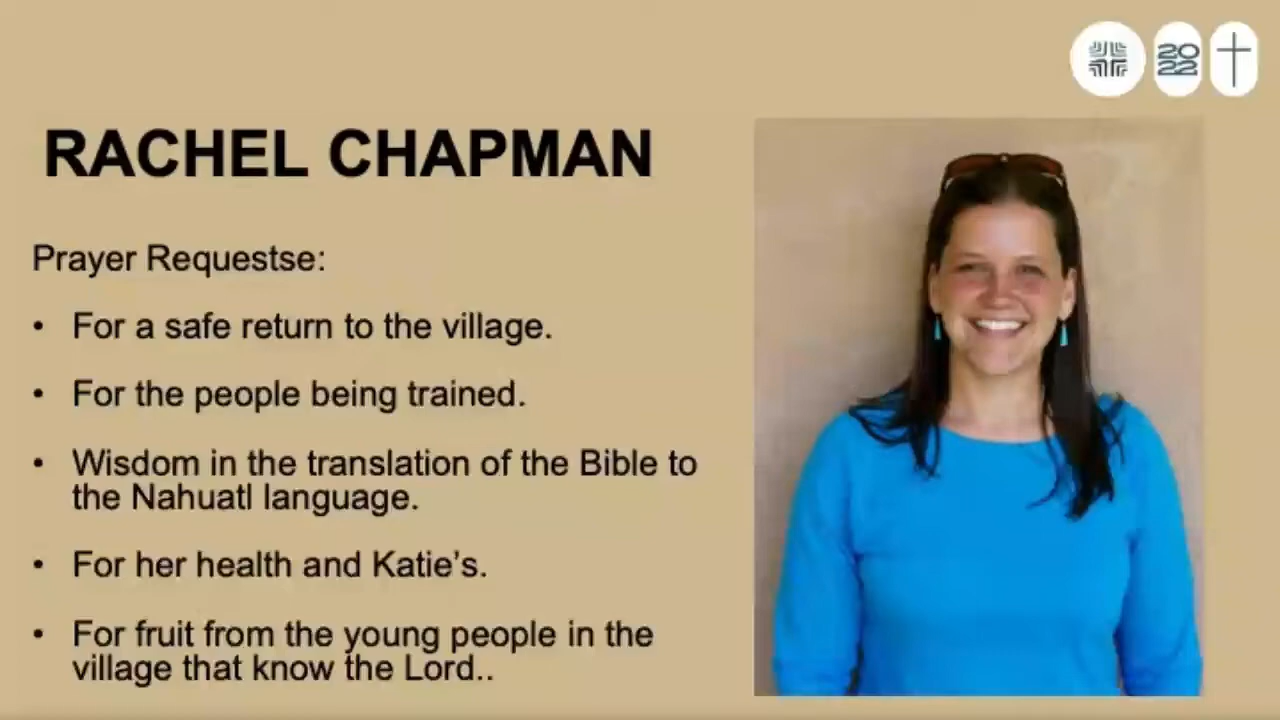 20
22
RACHEL CHAPMAN
Prayer Requestse:
• For a safe return to the village.
• For the people being trained.
• Wisdom in the translation of the Bible to
the Nahuatl language.
• For her health and Katie’s.
• For fruit from the young people in the
village that know the Lord..